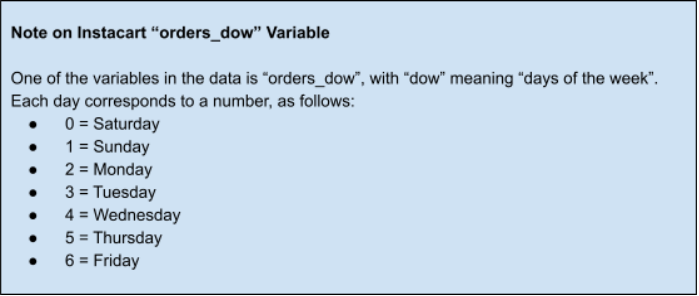 Note on Instacart “orders_dow” Variable
One of the variables in the data is “orders_dow”, with “dow” meaning “days of the week”.
Each day corresponds to a number, as follows:
● 0 = Saturday
● 1 = Sunday
● 2 = Monday
● 3 = Tuesday
● 4 = Wednesday
● 5 = Thursday
● 6 = Friday